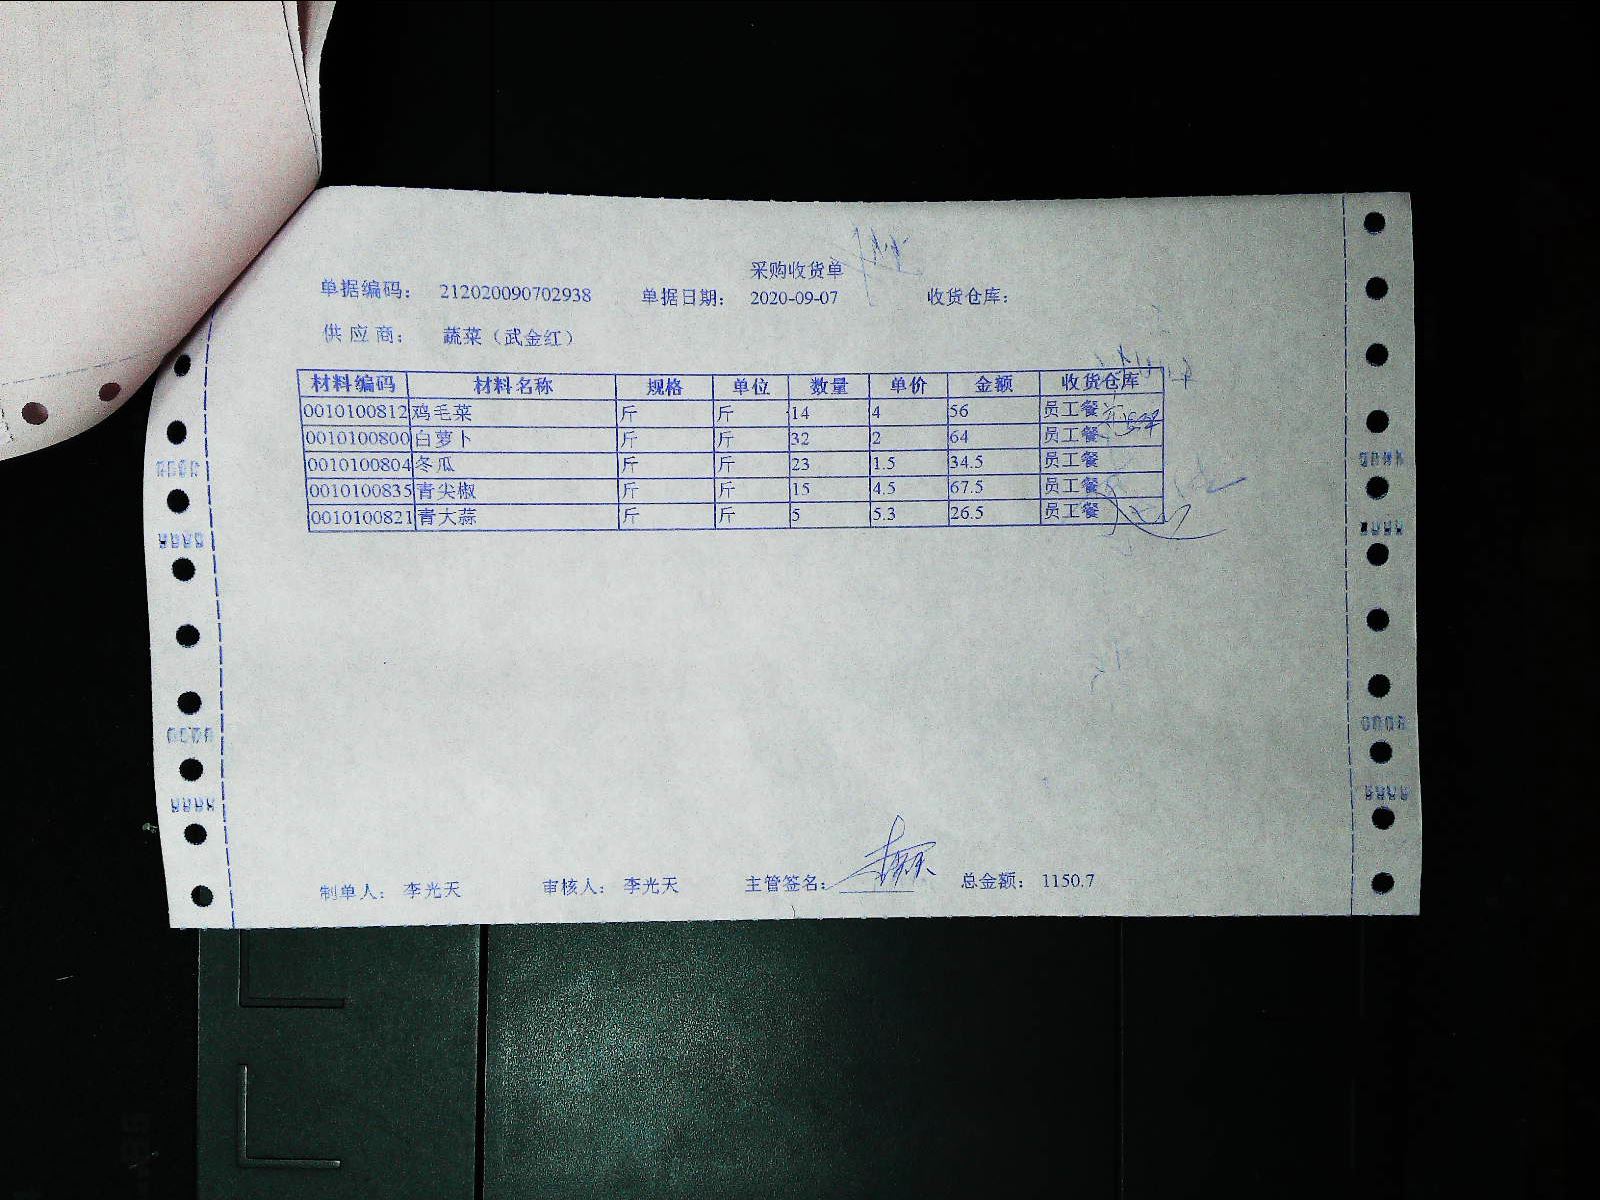 采购收货单
单据编码： 212020090702938 单据日期： 2020-09-07 收货仓库：
供 应 商： 蔬菜（武金红）
材料编码 材料名称 规格 单位 数量 单价 金额 收货仓库
0010100812 鸡毛菜 斤 斤 14 4 56 员工餐
0010100800 白萝卜 斤 斤 32 2 64 员工餐
0010100804 冬瓜 斤 斤 23 1.5 34.5 员工餐
0010100835 青尖椒 斤 斤 15 4.5 67.5 员工餐
0010100821 青大蒜 斤 斤 5 5.3 26.5 员工餐
制单人： 李光天 审核人： 李光天 主管签名： 总金额： 1150.7